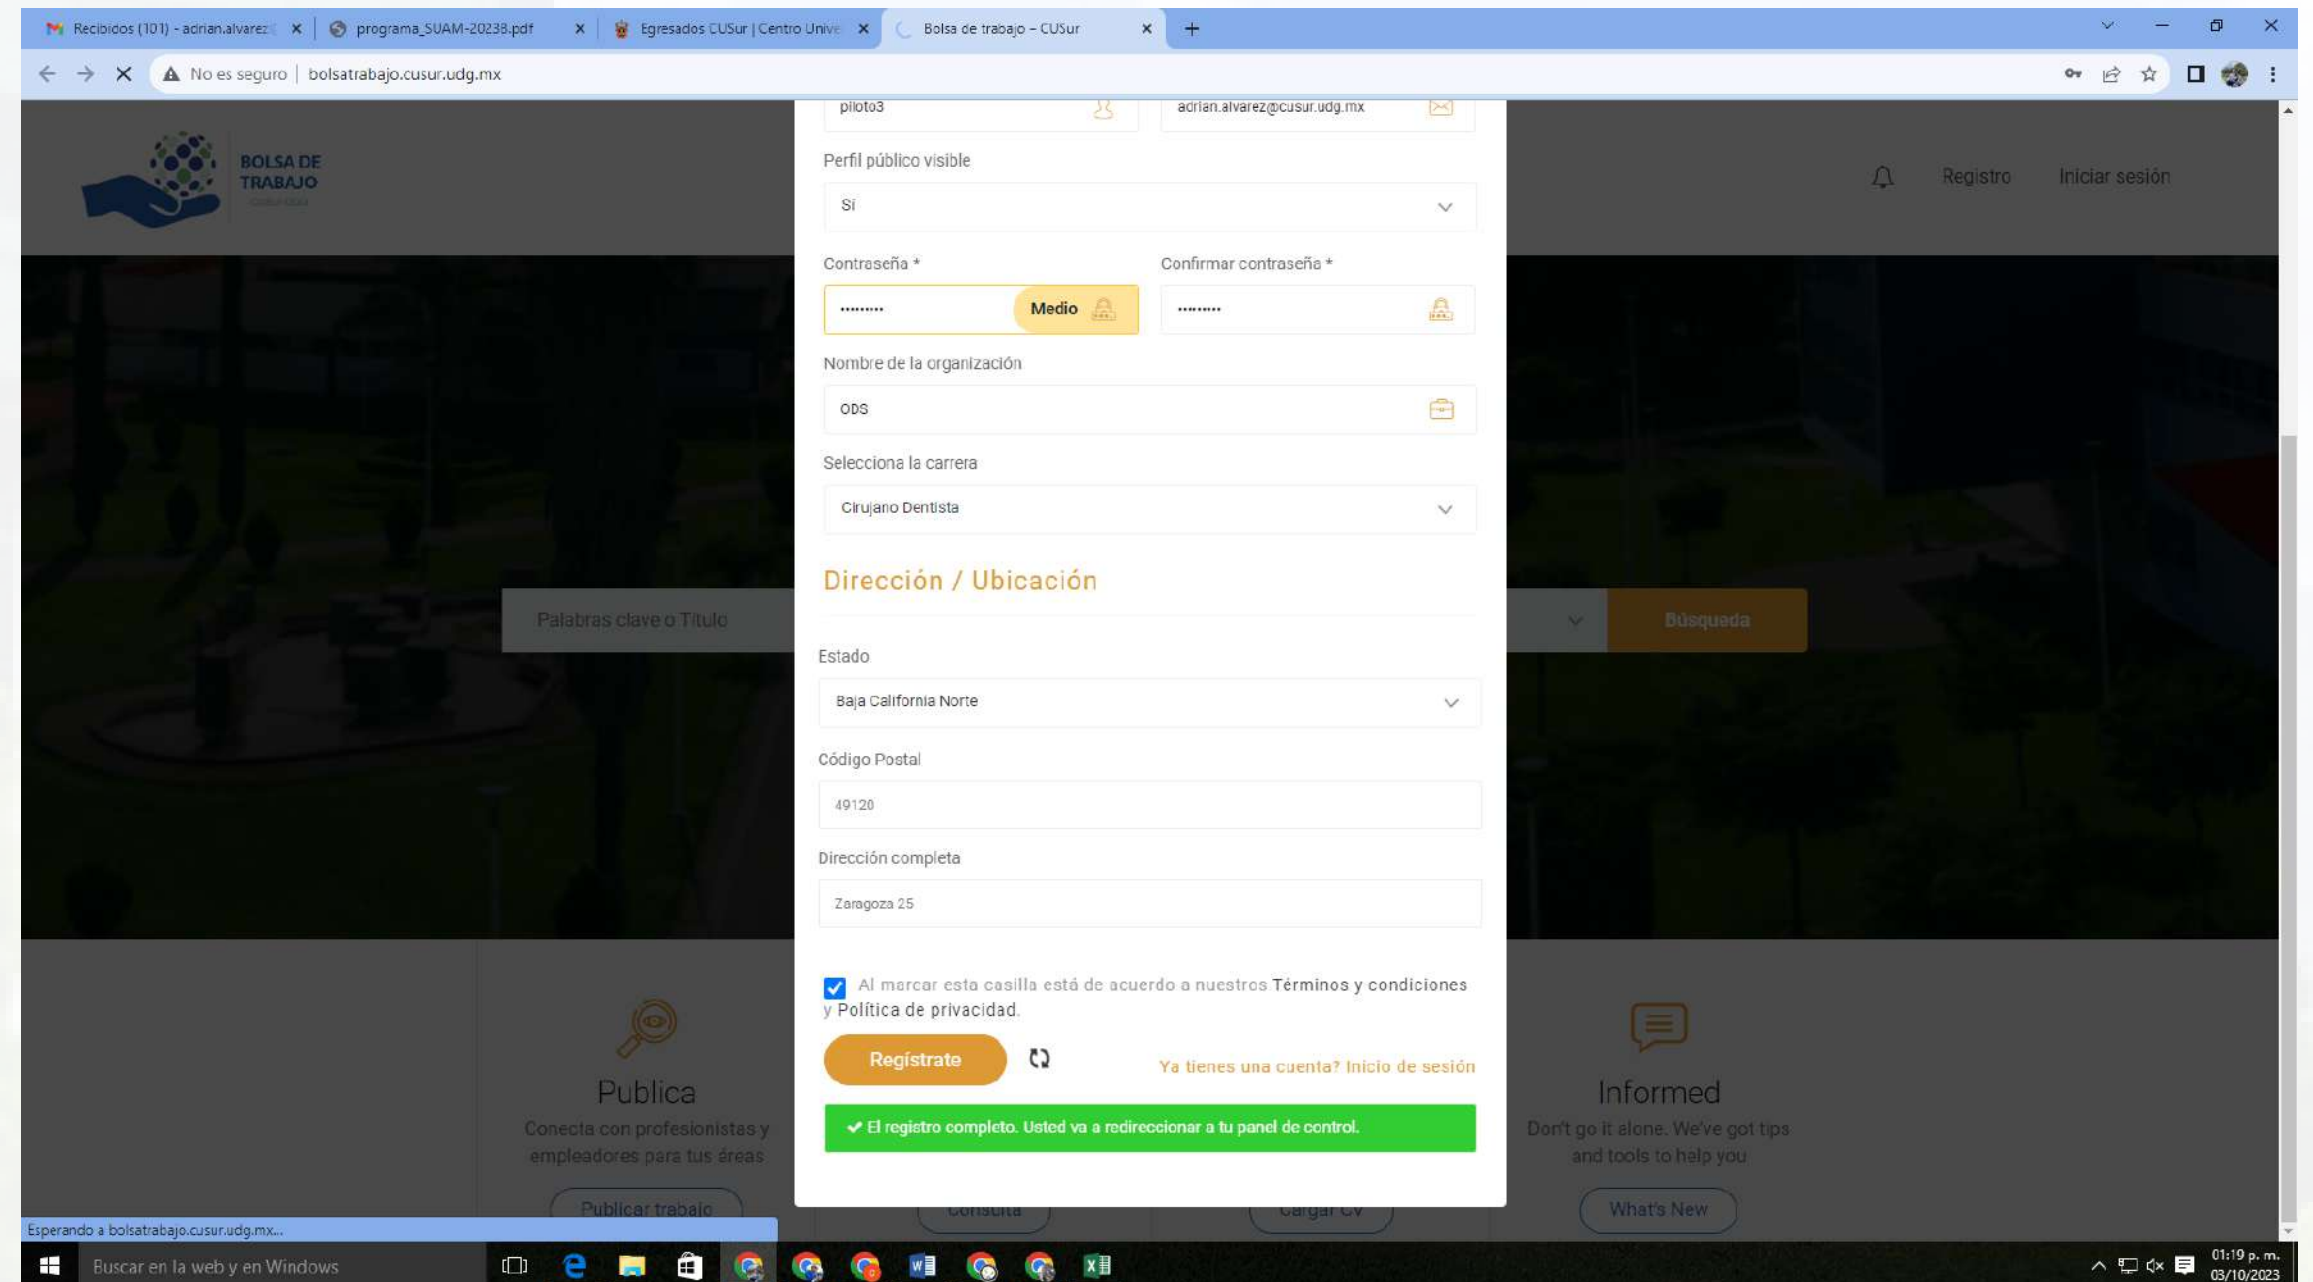 Recibidos (101) - adrian.alvarez
programa_SUAM-2023B.pdf
Egresados CUSur | Centro Unive
Bolsa de trabajo – CUSur
No es seguro | bolsatrabajo.cusur.udg.mx
BOLSA DE
TRABAJO
Registro
Iniciar sesión
piloto3
adrian.alvarez@cusur.udg.mx
Perfil público visible
Sí
Contraseña *
Confirmar contraseña *
Medio
Nombre de la organización
ODS
Selecciona la carrera
Cirujano Dentista
Dirección / Ubicación
Palabras clave o Título
Búsqueda
Estado
Baja California Norte
Código Postal
49120
Dirección completa
Zaragoza 25
Al marcar esta casilla está de acuerdo a nuestros Términos y condiciones
y Política de privacidad.
Regístrate
Ya tienes una cuenta? Inicio de sesión
El registro completo. Usted va a redireccionar a tu panel de control.
Publica
Conecta con profesionistas y
empleadores para tus áreas
Publicar trabajo
Consulta
Cargar CV
Informed
Don't go it alone. We've got tips
and tools to help you
What's New
Esperando a bolsatrabajo.cusur.udg.mx...
Buscar en la web y en Windows
01:19 p. m.
03/10/2023